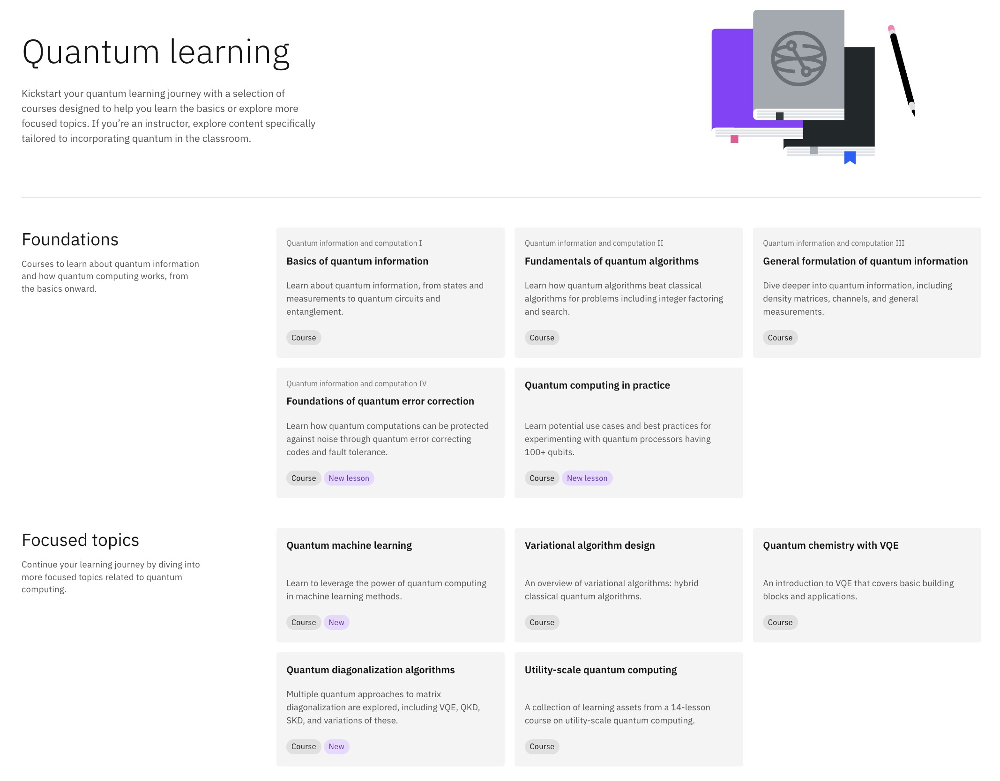 Quantum learning
Kickstart your quantum learning journey with a selection of
courses designed to help you learn the basics or explore more
focused topics. If you’re an instructor, explore content specifically
tailored to incorporating quantum in the classroom.
Foundations
Courses to learn about quantum information
and how quantum computing works, from
the basics onward.
Quantum information and computation I
Basics of quantum information
Learn about quantum information, from states and
measurements to quantum circuits and
entanglement.
Course
Quantum information and computation II
Fundamentals of quantum algorithms
Learn how quantum algorithms beat classical
algorithms for problems including integer factoring
and search.
Course
Quantum information and computation III
General formulation of quantum information
Dive deeper into quantum information, including
density matrices, channels, and general
measurements.
Course
Quantum information and computation IV
Foundations of quantum error correction
Learn how quantum computations can be protected
against noise through quantum error correcting
codes and fault tolerance.
Course New lesson
Quantum computing in practice
Learn potential use cases and best practices for
experimenting with quantum processors having
100+ qubits.
Course New lesson
Focused topics
Continue your learning journey by diving into
more focused topics related to quantum
computing.
Quantum machine learning
Learn to leverage the power of quantum computing
in machine learning methods.
Course New
Variational algorithm design
An overview of variational algorithms: hybrid
classical quantum algorithms.
Course
Quantum chemistry with VQE
An introduction to VQE that covers basic building
blocks and applications.
Course
Quantum diagonalization algorithms
Multiple quantum approaches to matrix
diagonalization are explored, including VQE, QKD,
SKD, and variations of these.
Course New
Utility-scale quantum computing
A collection of learning assets from a 14-lesson
course on utility-scale quantum computing.
Course